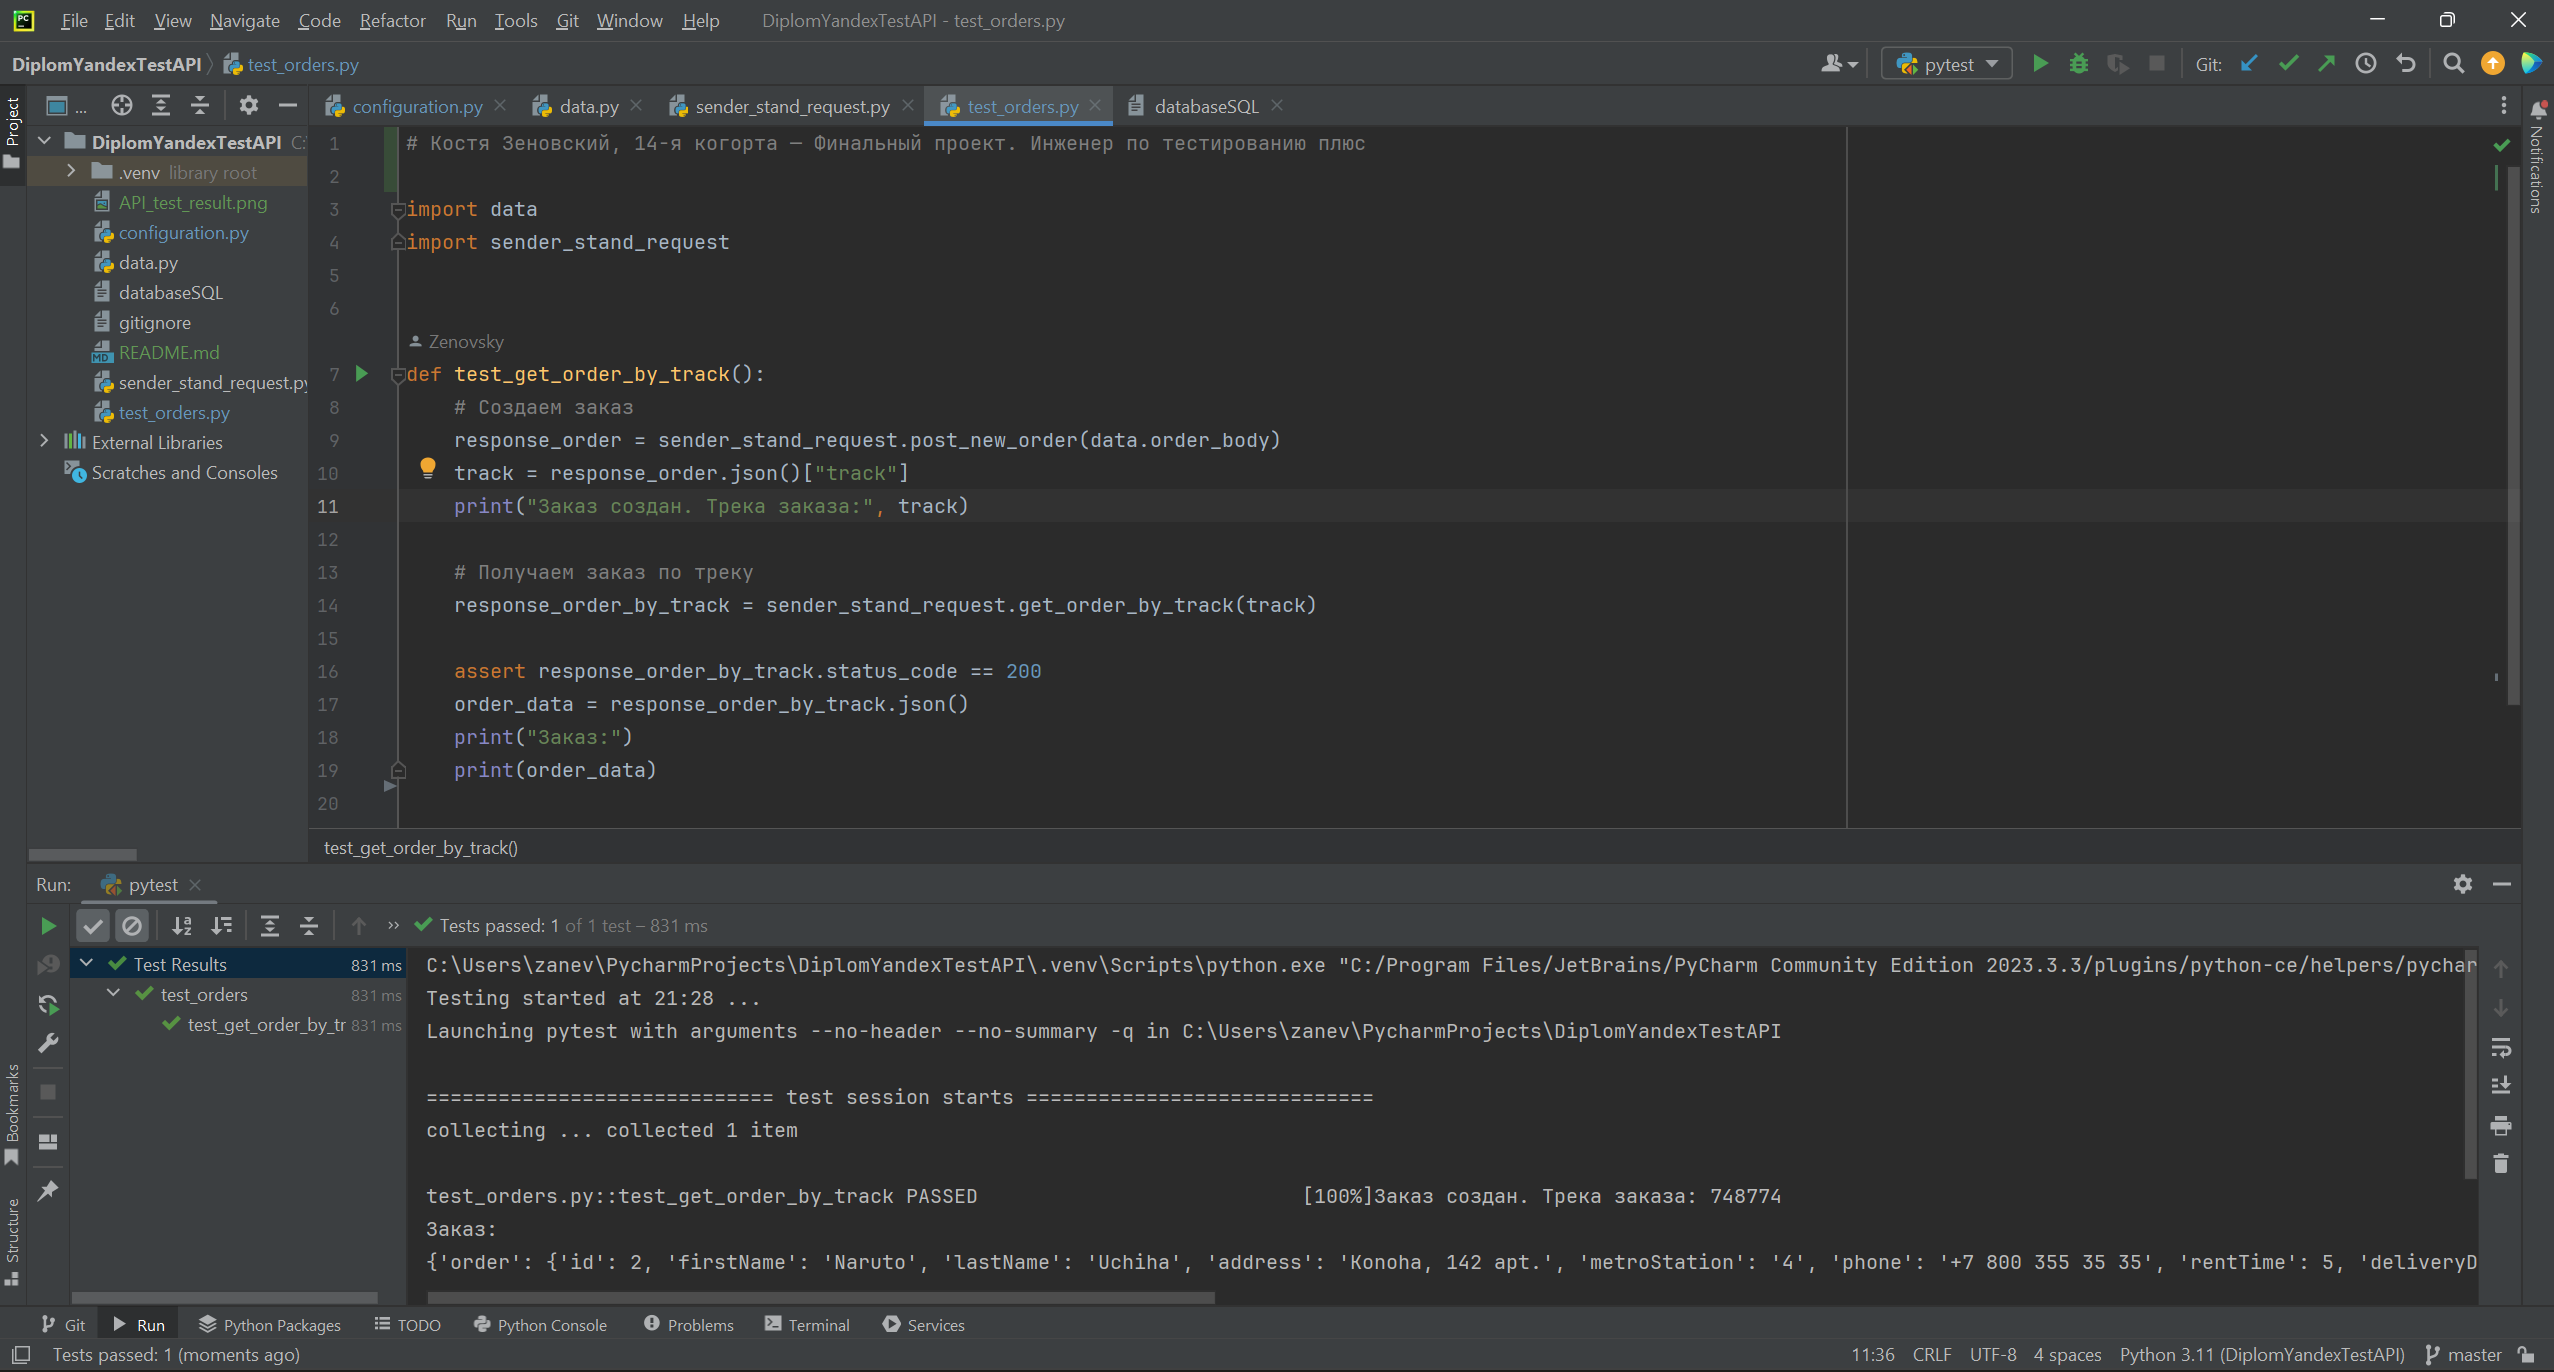 File Edit View Navigate Code Refactor Run Tools Git Window Help DiplomYandexTestAPI - test_orders.py
DiplomYandexTestAPI test_orders.py
pytest Git:
Project
...
configuration.py data.py sender_stand_request.py test_orders.py databaseSQL
Notifications
DiplomYandexTestAPI C:
.venv library root
API_test_result.png
configuration.py
data.py
databaseSQL
gitignore
README.md
sender_stand_request.py
test_orders.py
External Libraries
Scratches and Consoles
1 # Костя Зеновский, 14-я когорта — Финальный проект. Инженер по тестированию плюс
2
3 import data
4 import sender_stand_request
5
6
Zenovsky
7 def test_get_order_by_track():
8 # Создаем заказ
9 response_order = sender_stand_request.post_new_order(data.order_body)
10 track = response_order.json()["track"]
11 print("Заказ создан. Трека заказа:", track)
12
13 # Получаем заказ по треку
14 response_order_by_track = sender_stand_request.get_order_by_track(track)
15
16 assert response_order_by_track.status_code == 200
17 order_data = response_order_by_track.json()
18 print("Заказ:")
19 print(order_data)
20
test_get_order_by_track()
Run: pytest
Tests passed: 1 of 1 test – 831 ms
Test Results 831 ms
test_orders 831 ms
test_get_order_by_tr 831 ms
C:\Users\zanev\PycharmProjects\DiplomYandexTestAPI\.venv\Scripts\python.exe "C:/Program Files/JetBrains/PyCharm Community Edition 2023.3.3/plugins/python-ce/helpers/pychar
Testing started at 21:28 ...
Launching pytest with arguments --no-header --no-summary -q in C:\Users\zanev\PycharmProjects\DiplomYandexTestAPI
============================= test session starts =============================
collecting ... collected 1 item
test_orders.py::test_get_order_by_track PASSED [100%]Заказ создан. Трека заказа: 748774
Заказ:
{'order': {'id': 2, 'firstName': 'Naruto', 'lastName': 'Uchiha', 'address': 'Konoha, 142 apt.', 'metroStation': '4', 'phone': '+7 800 355 35 35', 'rentTime': 5, 'deliveryD
Bookmarks
Structure
Git Run Python Packages TODO Python Console Problems Terminal Services
Tests passed: 1 (moments ago) 11:36 CRLF UTF-8 4 spaces Python 3.11 (DiplomYandexTestAPI) master